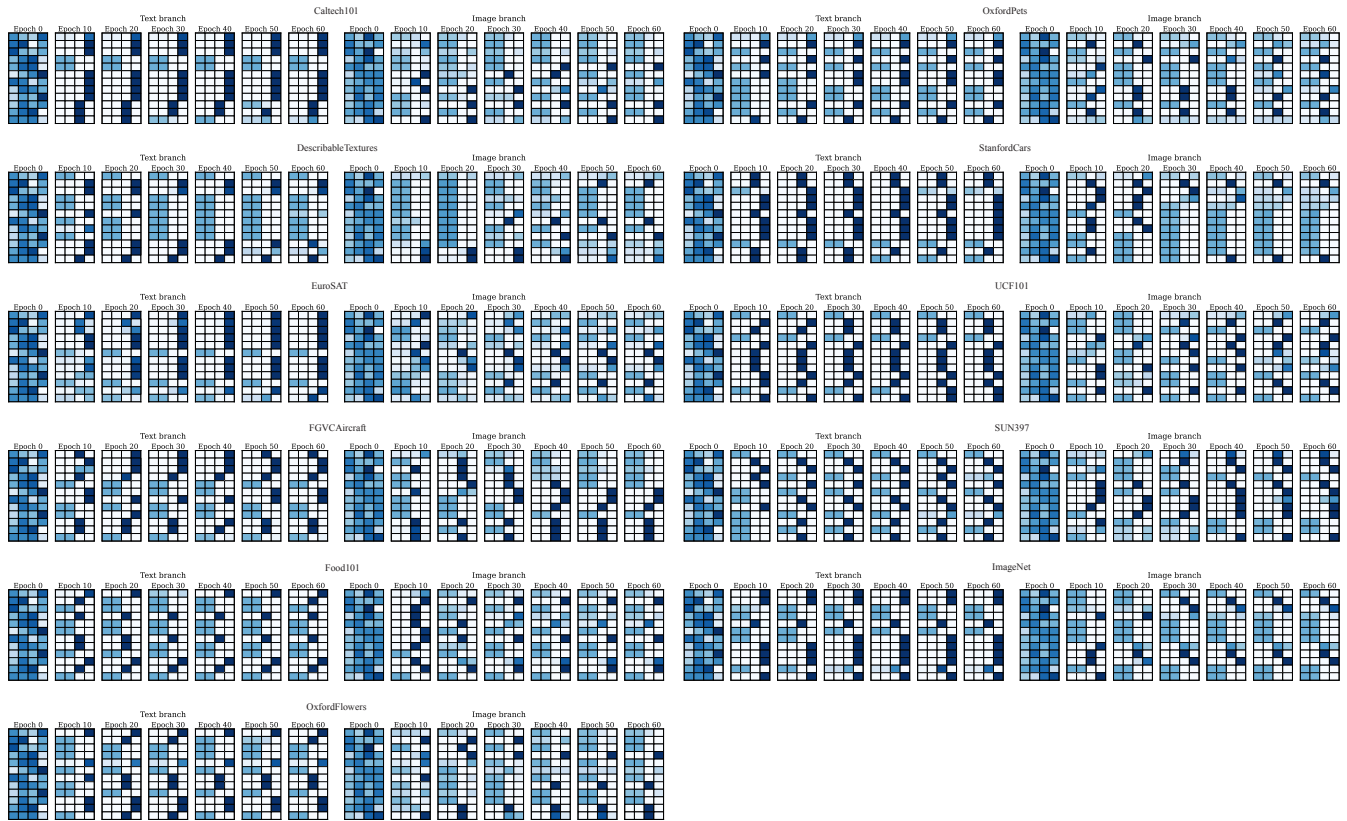 Caltech101
Text branch Image branch
Epoch 0 Epoch 10 Epoch 20 Epoch 30 Epoch 40 Epoch 50 Epoch 60 Epoch 0 Epoch 10 Epoch 20 Epoch 30 Epoch 40 Epoch 50 Epoch 60
OxfordPets
Text branch Image branch
Epoch 0 Epoch 10 Epoch 20 Epoch 30 Epoch 40 Epoch 50 Epoch 60 Epoch 0 Epoch 10 Epoch 20 Epoch 30 Epoch 40 Epoch 50 Epoch 60
DescribableTextures
Text branch Image branch
Epoch 0 Epoch 10 Epoch 20 Epoch 30 Epoch 40 Epoch 50 Epoch 60 Epoch 0 Epoch 10 Epoch 20 Epoch 30 Epoch 40 Epoch 50 Epoch 60
StanfordCars
Text branch Image branch
Epoch 0 Epoch 10 Epoch 20 Epoch 30 Epoch 40 Epoch 50 Epoch 60 Epoch 0 Epoch 10 Epoch 20 Epoch 30 Epoch 40 Epoch 50 Epoch 60
EuroSAT
Text branch Image branch
Epoch 0 Epoch 10 Epoch 20 Epoch 30 Epoch 40 Epoch 50 Epoch 60 Epoch 0 Epoch 10 Epoch 20 Epoch 30 Epoch 40 Epoch 50 Epoch 60
UCF101
Text branch Image branch
Epoch 0 Epoch 10 Epoch 20 Epoch 30 Epoch 40 Epoch 50 Epoch 60 Epoch 0 Epoch 10 Epoch 20 Epoch 30 Epoch 40 Epoch 50 Epoch 60
FGVCAircraft
Text branch Image branch
Epoch 0 Epoch 10 Epoch 20 Epoch 30 Epoch 40 Epoch 50 Epoch 60 Epoch 0 Epoch 10 Epoch 20 Epoch 30 Epoch 40 Epoch 50 Epoch 60
SUN397
Text branch Image branch
Epoch 0 Epoch 10 Epoch 20 Epoch 30 Epoch 40 Epoch 50 Epoch 60 Epoch 0 Epoch 10 Epoch 20 Epoch 30 Epoch 40 Epoch 50 Epoch 60
Food101
Text branch Image branch
Epoch 0 Epoch 10 Epoch 20 Epoch 30 Epoch 40 Epoch 50 Epoch 60 Epoch 0 Epoch 10 Epoch 20 Epoch 30 Epoch 40 Epoch 50 Epoch 60
ImageNet
Text branch Image branch
Epoch 0 Epoch 10 Epoch 20 Epoch 30 Epoch 40 Epoch 50 Epoch 60 Epoch 0 Epoch 10 Epoch 20 Epoch 30 Epoch 40 Epoch 50 Epoch 60
OxfordFlowers
Text branch Image branch
Epoch 0 Epoch 10 Epoch 20 Epoch 30 Epoch 40 Epoch 50 Epoch 60 Epoch 0 Epoch 10 Epoch 20 Epoch 30 Epoch 40 Epoch 50 Epoch 60